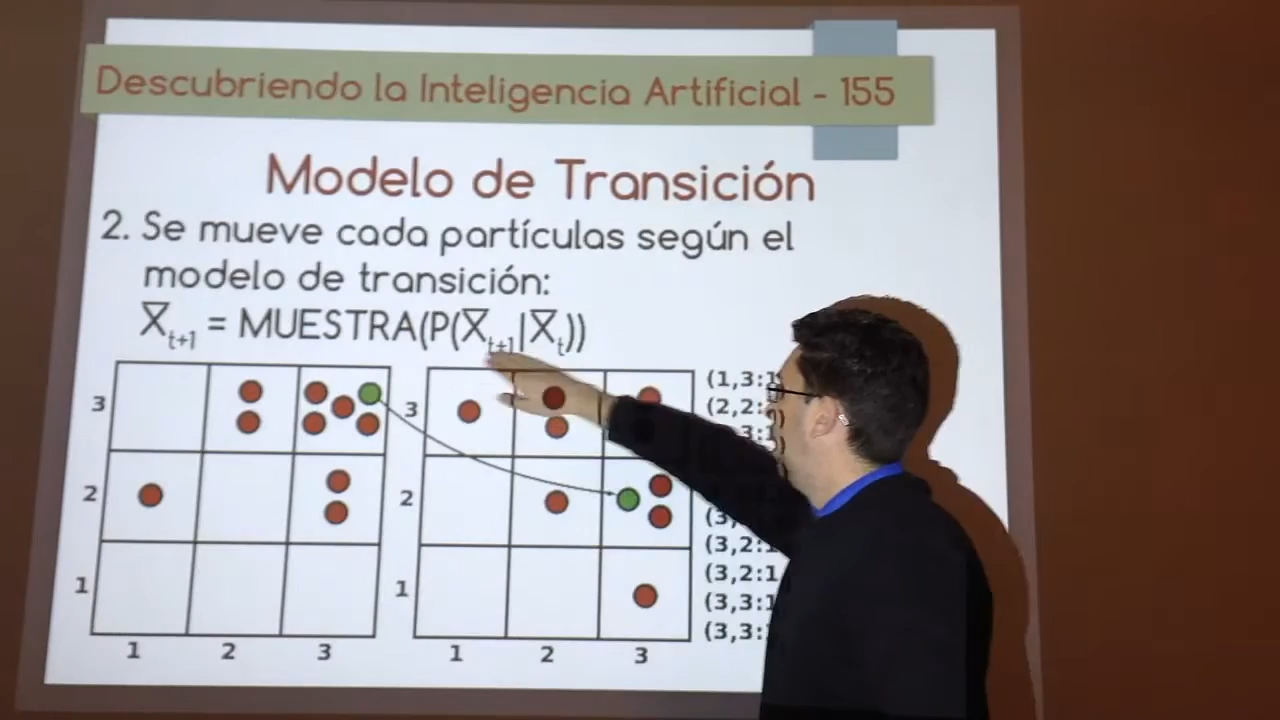 Descubriendo la Inteligencia Artificial - 155
Modelo de Transición
2. Se mueve cada partículas según el
modelo de transición:
X̅t+1 = MUESTRA(P(X̅t+1|X̅t))
3
2
1
1 2 3
3
2
1
1 2 3
(1,3:1
(2,2:
3:1
(3,
(3,2:1
(3,2:1
(3,3:1
(3,3: